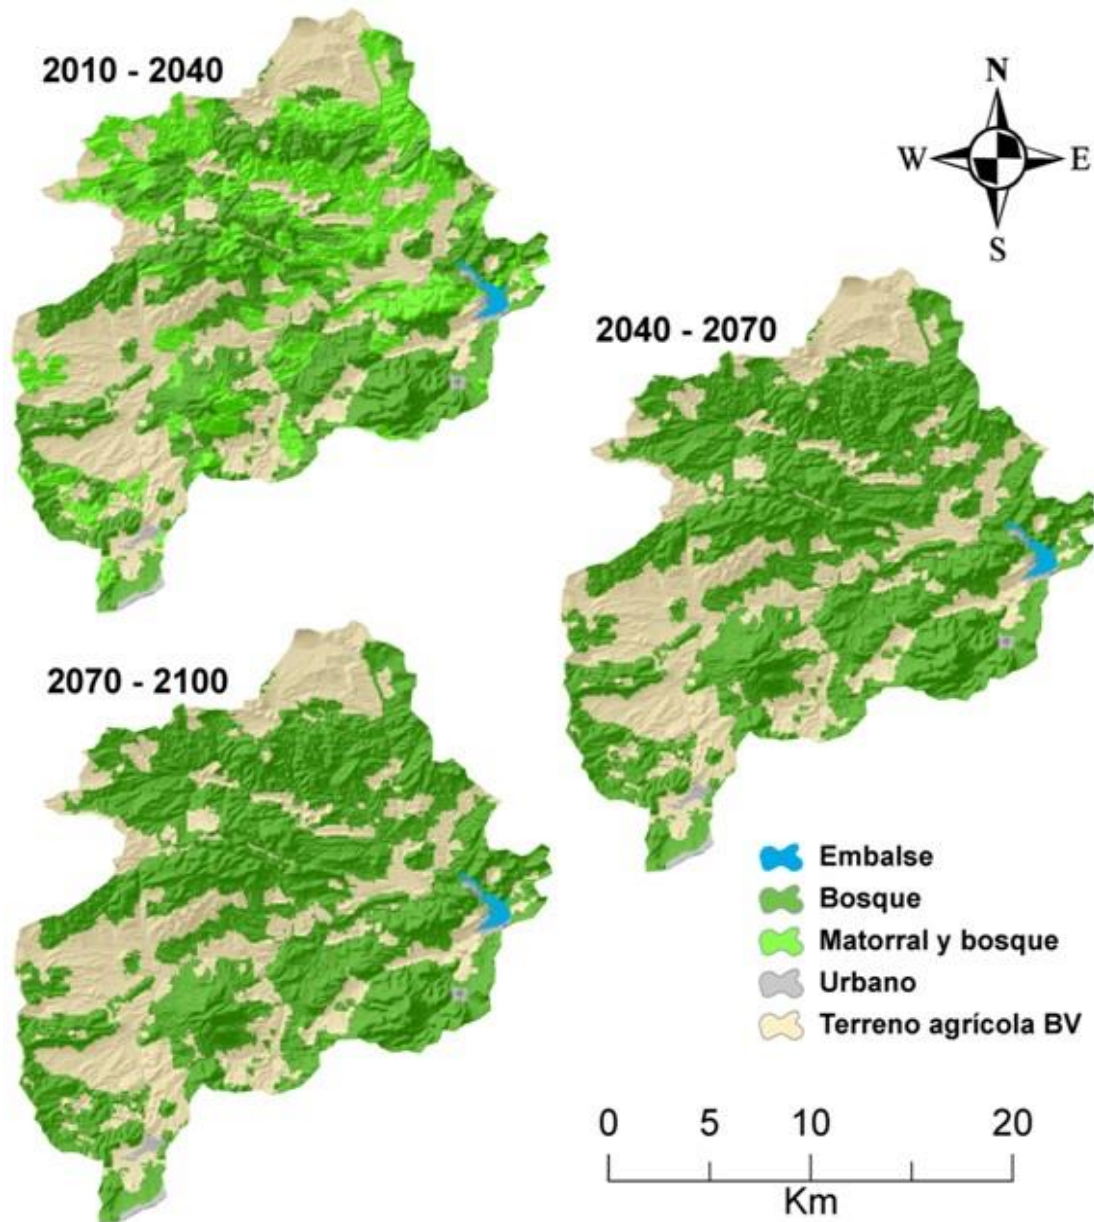 2010 - 2040
N
W
E
S
2040 - 2070
2070 - 2100
Embalse
Bosque
Matorral y bosque
Urbano
Terreno agrícola BV
0 5 10 20
Km